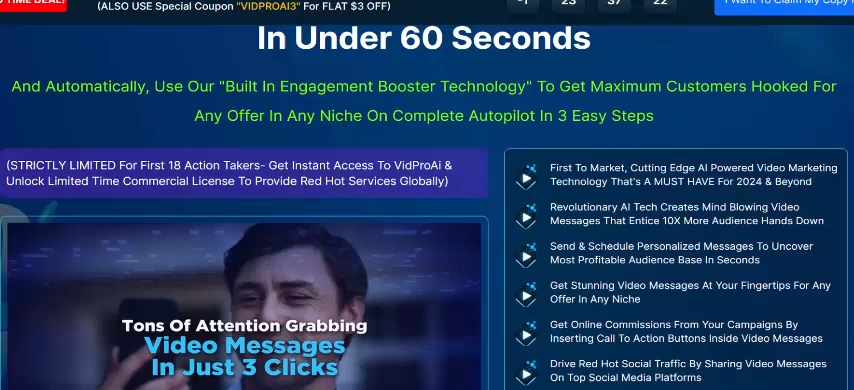 (ALSO USE Special Coupon "VIDPROAI3" For FLAT $3 OFF)
-1 23 37 22
In Under 60 Seconds
And Automatically, Use Our "Built In Engagement Booster Technology" To Get Maximum Customers Hooked For
Any Offer In Any Niche On Complete Autopilot In 3 Easy Steps
(STRICTLY LIMITED For First 18 Action Takers- Get Instant Access To VidProAi &
Unlock Limited Time Commercial License To Provide Red Hot Services Globally)
Tons Of Attention Grabbing
Video Messages
In Just 3 Clicks
First To Market, Cutting Edge AI Powered Video Marketing
Technology That's A MUST HAVE For 2024 & Beyond
Revolutionary AI Tech Creates Mind Blowing Video
Messages That Entice 10X More Audience Hands Down
Send & Schedule Personalized Messages To Uncover
Most Profitable Audience Base In Seconds
Get Stunning Video Messages At Your Fingertips For Any
Offer In Any Niche
Get Online Commissions From Your Campaigns By
Inserting Call To Action Buttons Inside Video Messages
Drive Red Hot Social Traffic By Sharing Video Messages
On Top Social Media Platforms